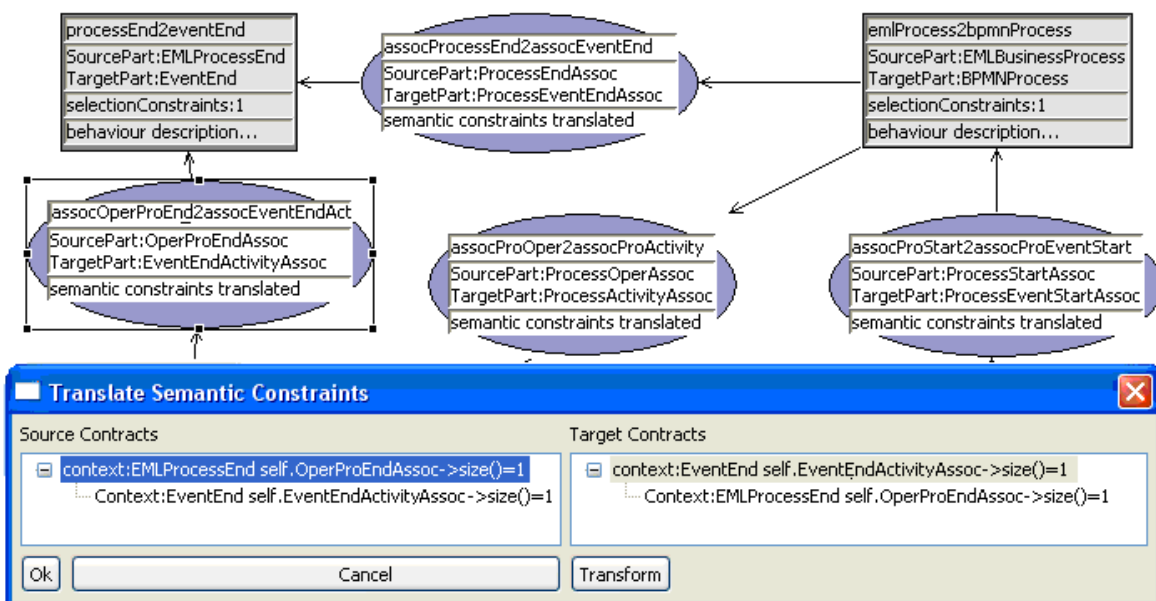 processEnd2eventEnd
SourcePart:EMLProcessEnd
TargetPart:EventEnd
selectionConstraints:1
behaviour description...
assocProcessEnd2assocEventEnd
SourcePart:ProcessEndAssoc
TargetPart:ProcessEventEndAssoc
semantic constraints translated
emlProcess2bpmnProcess
SourcePart:EMLBusinessProcess
TargetPart:BPMNProcess
selectionConstraints:1
behaviour description...
assocOperProEnd2assocEventEndAct
SourcePart:OperProEndAssoc
TargetPart:EventEndActivityAssoc
semantic constraints translated
assocProOper2assocProActivity
SourcePart:ProcessOperAssoc
TargetPart:ProcessActivityAssoc
semantic constraints translated
assocProStart2assocProEventStart
SourcePart:ProcessStartAssoc
TargetPart:ProcessEventStartAssoc
semantic constraints translated
Translate Semantic Constraints
Source Contracts
context:EMLProcessEnd self.OperProEndAssoc->size()=1
Context:EventEnd self.EventEndActivityAssoc->size()=1
Target Contracts
context:EventEnd self.EventEndActivityAssoc->size()=1
Context:EMLProcessEnd self.OperProEndAssoc->size()=1
Ok
Cancel
Transform